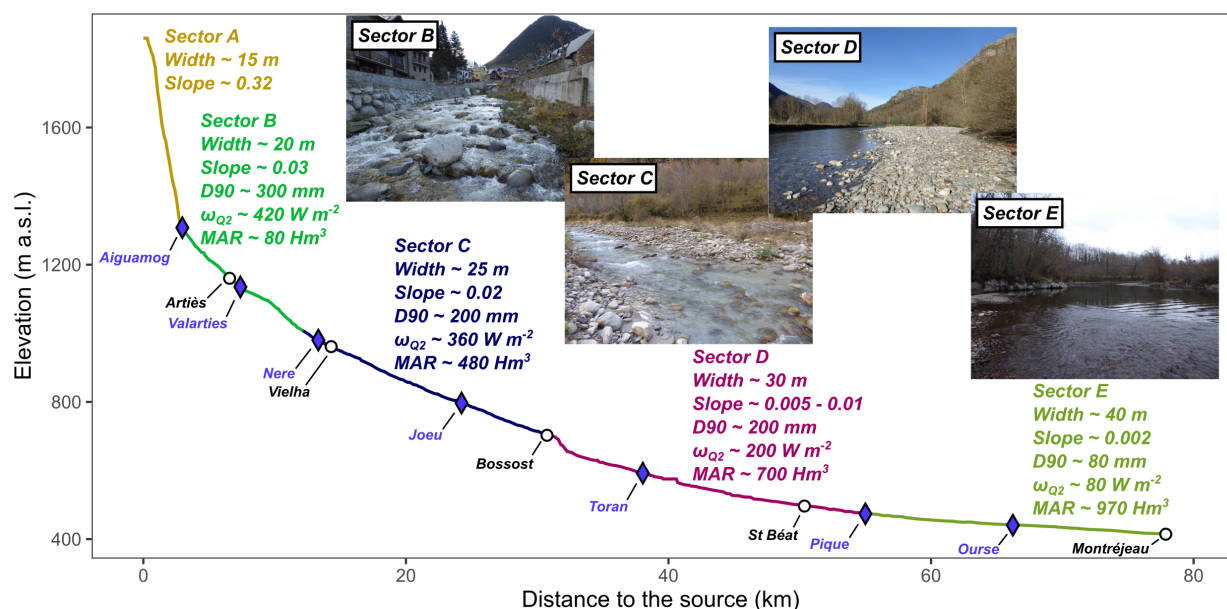 Sector A
Width ~ 15 m
Slope ~ 0.32
Sector B
Width ~ 20 m
Slope ~ 0.03
D90 ~ 300 mm
ωQ2 ~ 420 W m-2
MAR ~ 80 Hm3
Sector C
Width ~ 25 m
Slope ~ 0.02
D90 ~ 200 mm
ωQ2 ~ 360 W m-2
MAR ~ 480 Hm3
Sector D
Width ~ 30 m
Slope ~ 0.005 - 0.01
D90 ~ 200 mm
ωQ2 ~ 200 W m-2
MAR ~ 700 Hm3
Sector E
Width ~ 40 m
Slope ~ 0.002
D90 ~ 80 mm
ωQ2 ~ 80 W m-2
MAR ~ 970 Hm3
Sector B
Sector C
Sector D
Sector E
Elevation (m a.s.l.)
1600
1200
800
400
Aiguamog
Artiès
Valarties
Nere
Vielha
Joeu
Bossost
Toran
St Béat
Pique
Ourse
Montréjeau
0
20
40
60
80
Distance to the source (km)